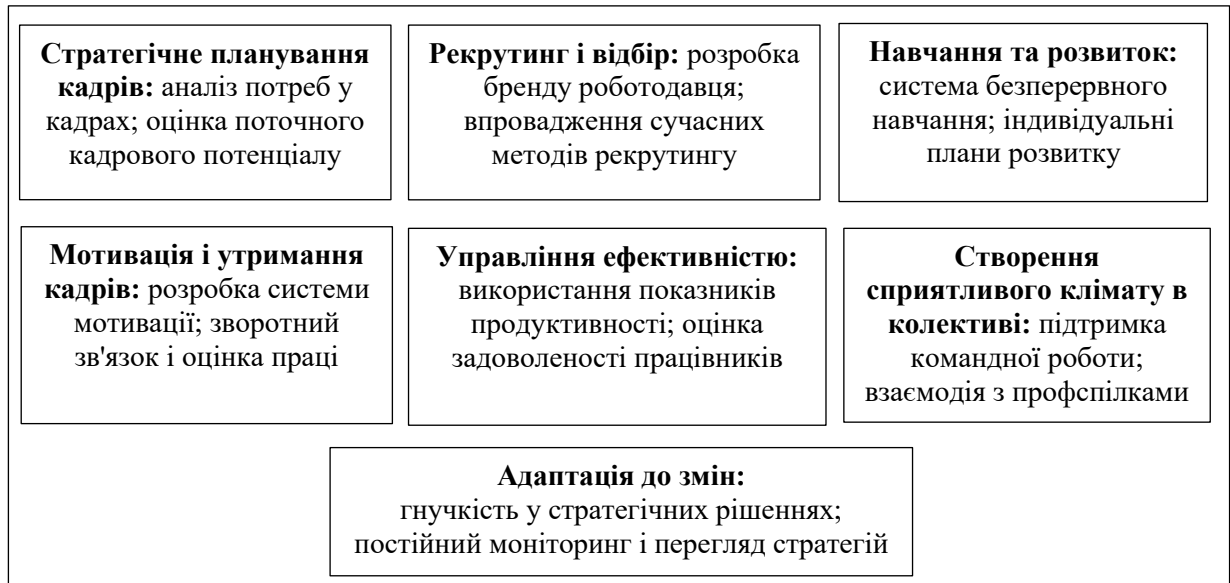 Стратегічне планування
кадрів: аналіз потреб у
кадрах; оцінка поточного
кадрового потенціалу
Рекрутинг і відбір: розробка
бренду роботодавця;
впровадження сучасних
методів рекрутингу
Навчання та розвиток:
система безперервного
навчання; індивідуальні
плани розвитку
Мотивація і утримання
кадрів: розробка системи
мотивації; зворотний
зв'язок і оцінка праці
Управління ефективністю:
використання показників
продуктивності; оцінка
задоволеності працівників
Створення
сприятливого клімату в
колективі: підтримка
командної роботи;
взаємодія з профспілками
Адаптація до змін:
гнучкість у стратегічних рішеннях;
постійний моніторинг і перегляд стратегій